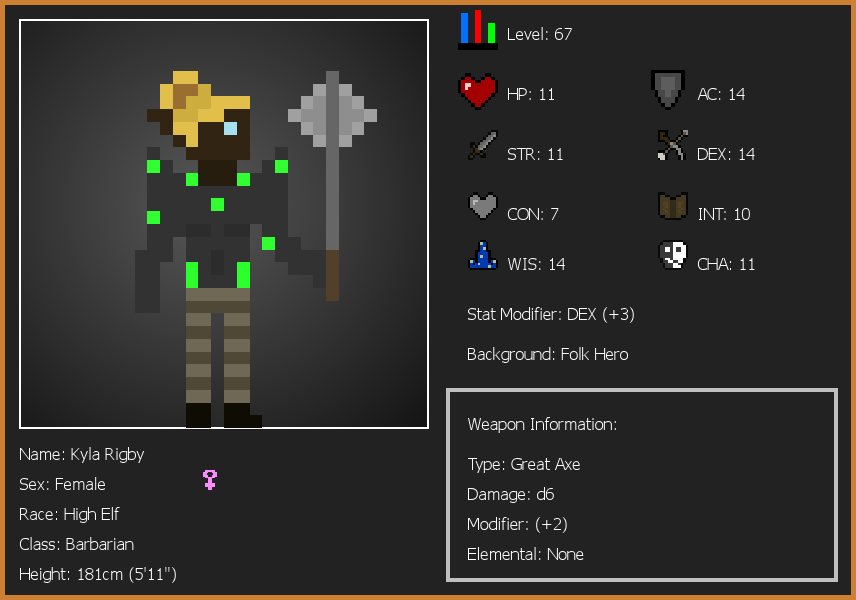 Level: 67
HP: 11
AC: 14
STR: 11
DEX: 14
CON: 7
INT: 10
WIS: 14
CHA: 11
Stat Modifier: DEX (+3)
Background: Folk Hero
Weapon Information:
Type: Great Axe
Damage: d6
Modifier: (+2)
Elemental: None
Name: Kyla Rigby
Sex: Female
Race: High Elf
Class: Barbarian
Height: 181cm (5'11")